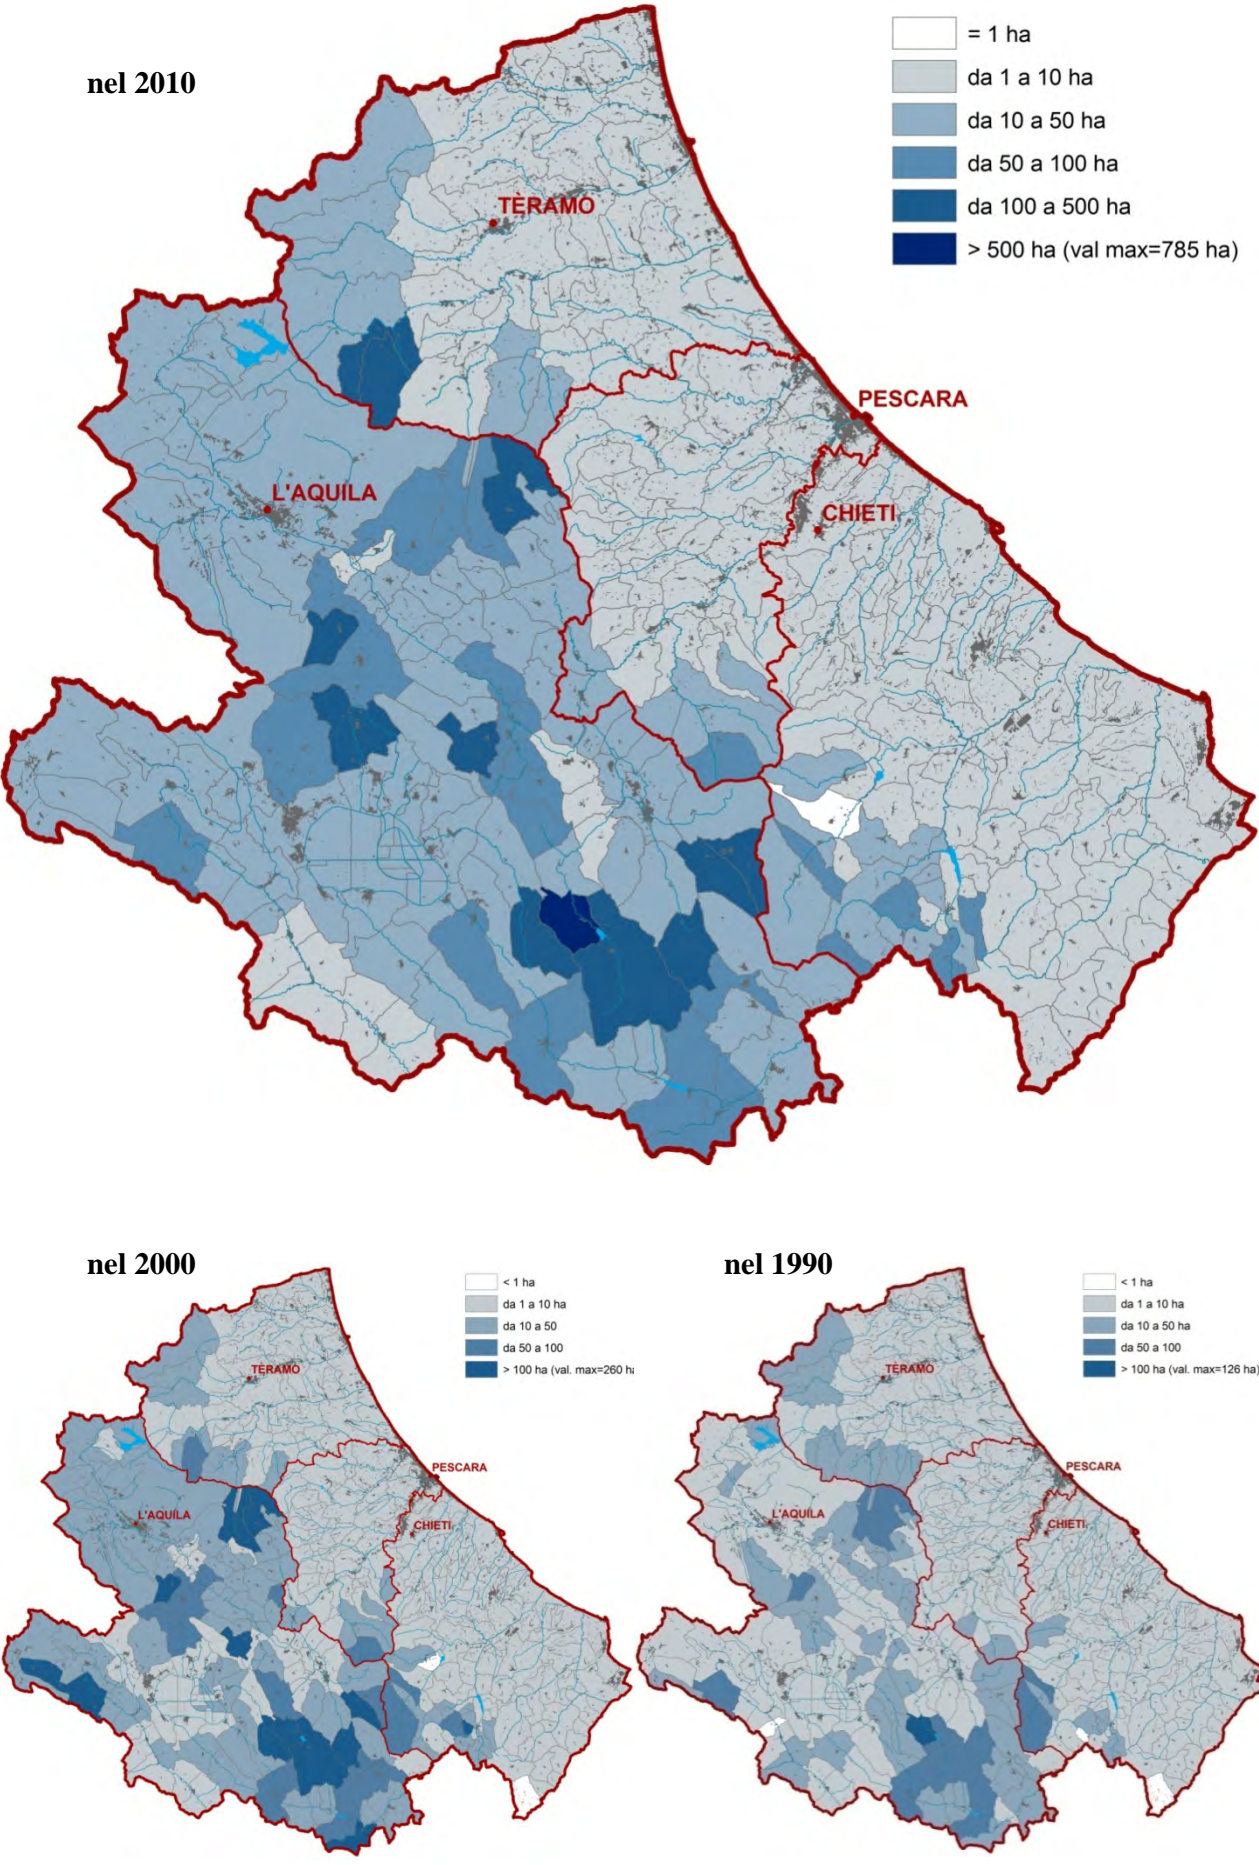 nel 2010
= 1 ha
da 1 a 10 ha
da 10 a 50 ha
da 50 a 100 ha
da 100 a 500 ha
> 500 ha (val max=785 ha)
TÈRAMO
PESCARA
L'AQUILA
CHIETI
nel 2000
< 1 ha
da 1 a 10 ha
da 10 a 50
da 50 a 100
> 100 ha (val. max=260 ha
TÈRAMO
PESCARA
L'AQUILA
CHIETI
nel 1990
< 1 ha
da 1 a 10 ha
da 10 a 50 ha
da 50 a 100
> 100 ha (val. max=126 ha)
TÈRAMO
PESCARA
L'AQUILA
CHIETI